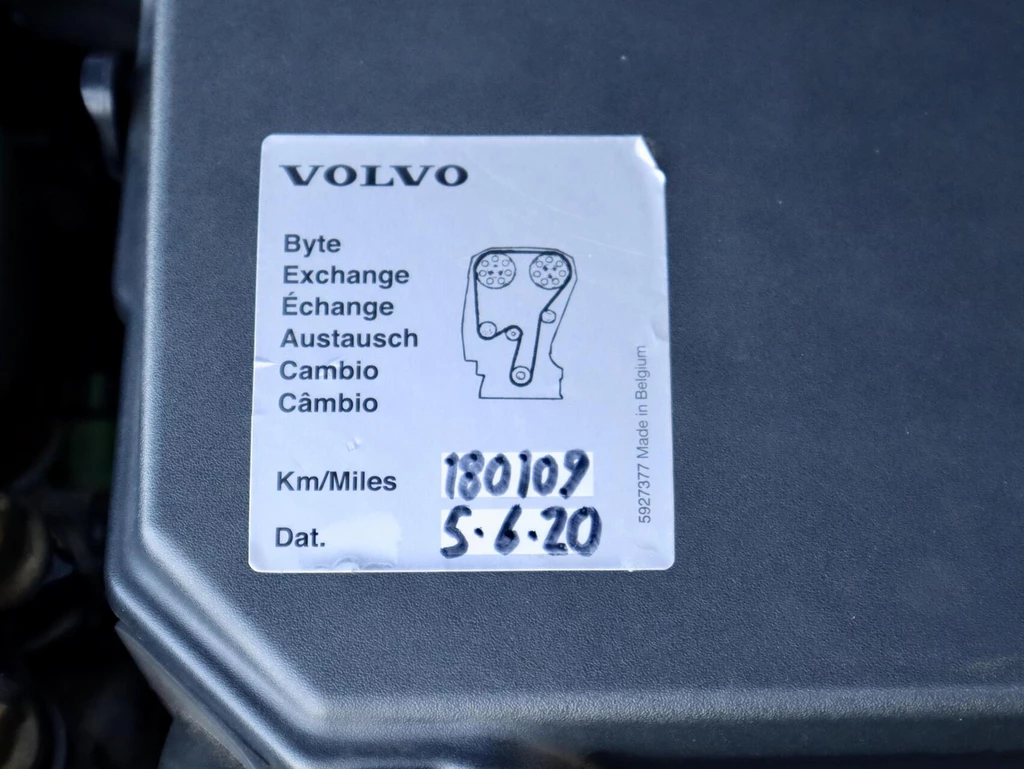 VOLVO
Byte
Exchange
Échange
Austausch
Cambio
Câmbio
Km/Miles 180109
Dat. 5.6.20
5927377 Made in Belgium